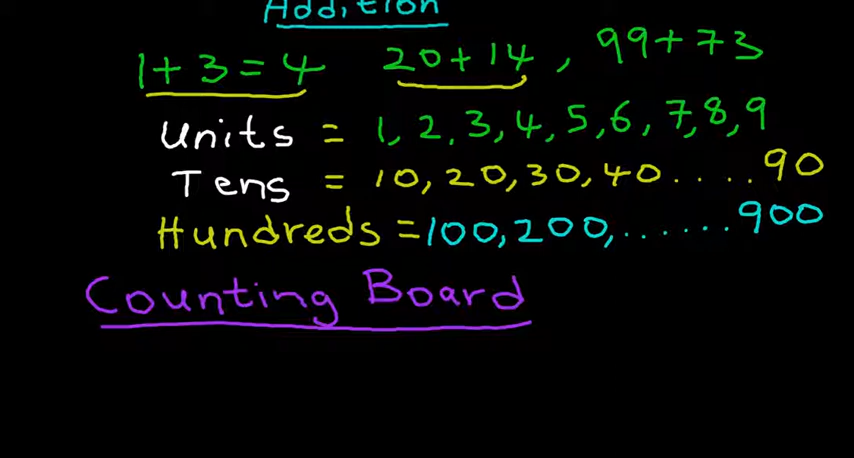 Addition
1 + 3 = 4 20 + 14 , 99 + 73
Units = 1, 2, 3, 4, 5, 6, 7, 8, 9
Tens = 10, 20, 30, 40 . . . . . 90
Hundreds = 100, 200, . . . . . . . 900
Counting Board